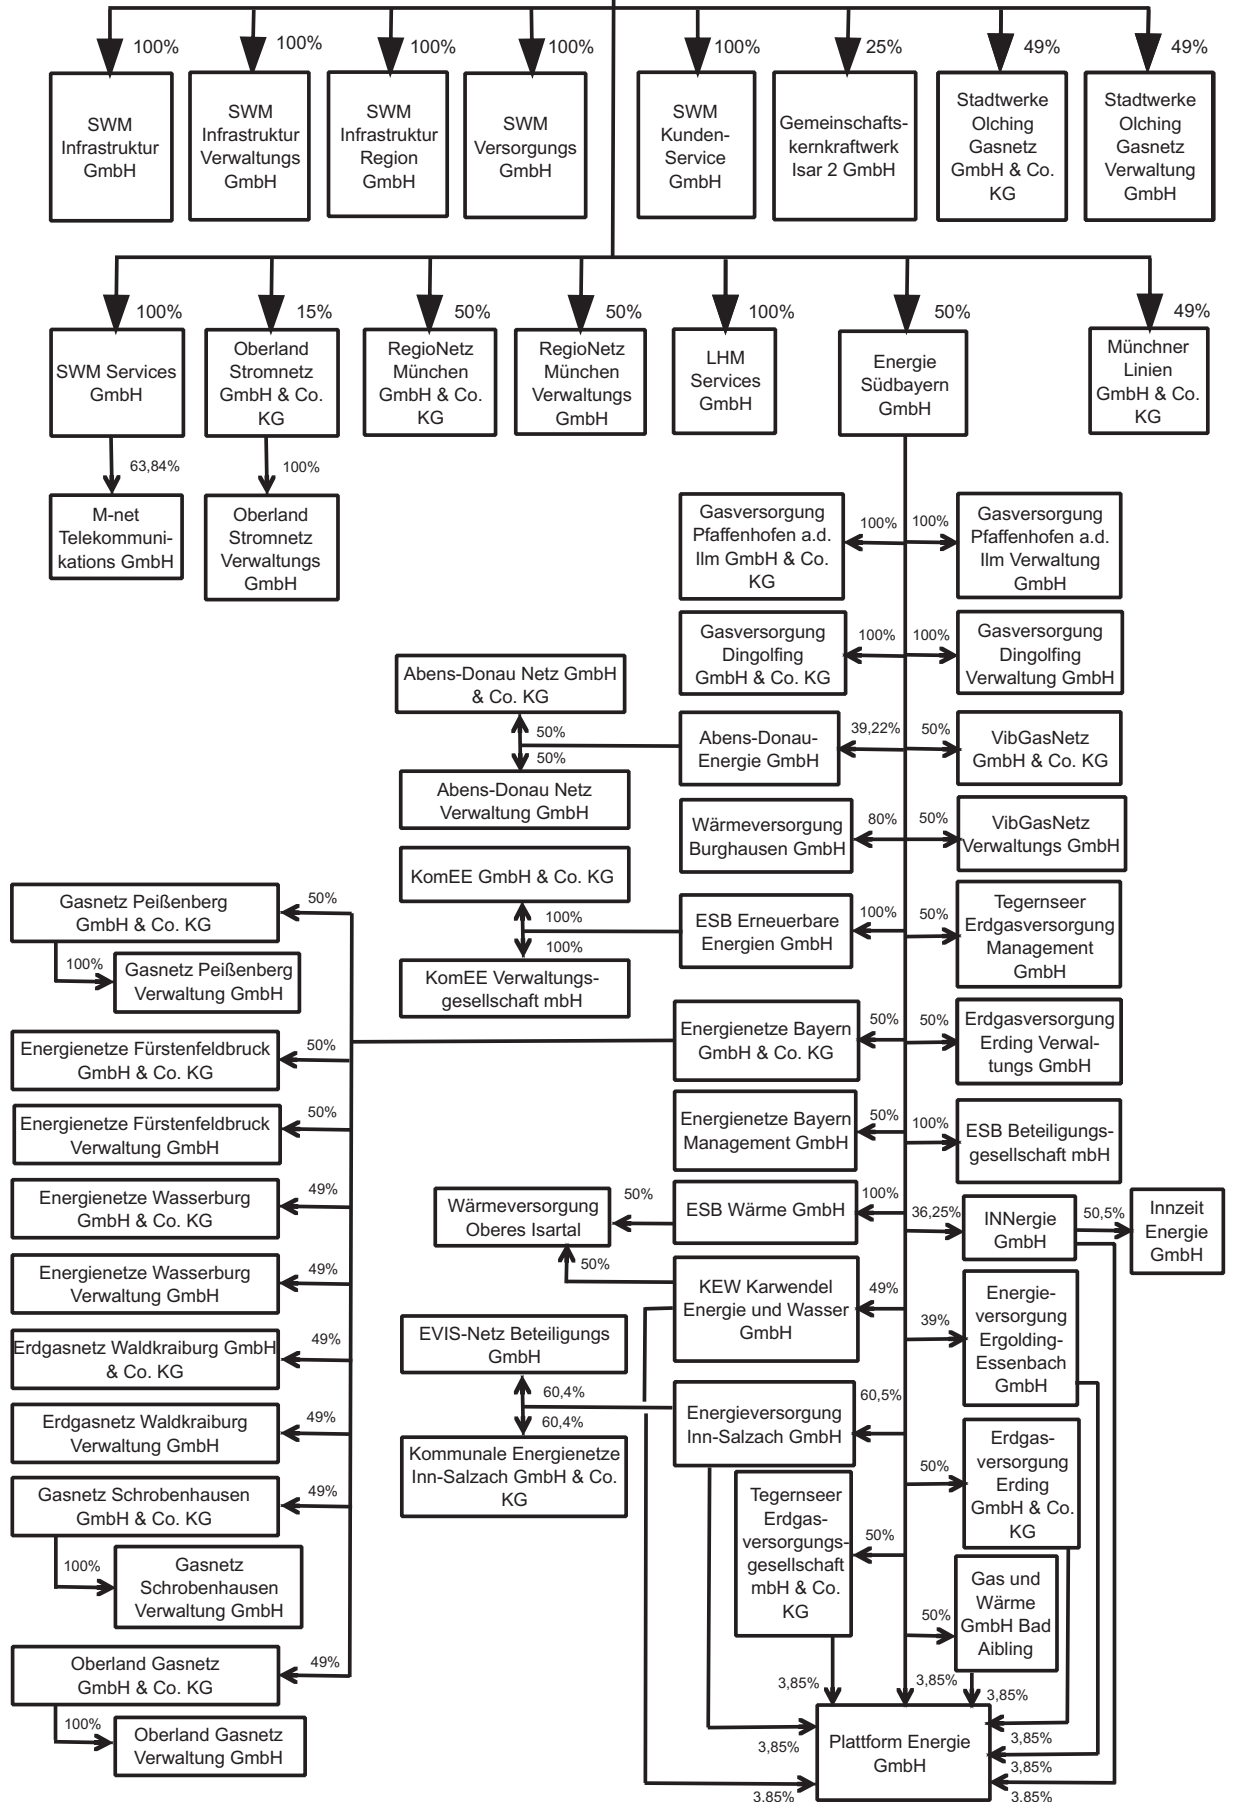 100%
100%
100%
100%
100%
25%
49%
49%
SWM
Infrastruktur
GmbH
SWM
Infrastruktur
Verwaltungs
GmbH
SWM
Infrastruktur
Region
GmbH
SWM
Versorgungs
GmbH
SWM
Kunden-
Service
GmbH
Gemeinschafts-
kernkraftwerk
Isar 2 GmbH
Stadtwerke
Olching
Gasnetz
GmbH & Co.
KG
Stadtwerke
Olching
Gasnetz
Verwaltung
GmbH
100%
15%
50%
50%
100%
50%
49%
SWM Services
GmbH
Oberland
Stromnetz
GmbH & Co.
KG
RegioNetz
München
GmbH & Co.
KG
RegioNetz
München
Verwaltungs
GmbH
LHM
Services
GmbH
Energie
Südbayern
GmbH
Münchner
Linien
GmbH & Co.
KG
63,84%
100%
M-net
Telekommuni-
kations GmbH
Oberland
Stromnetz
Verwaltungs
GmbH
Gasversorgung
Pfaffenhofen a.d.
Ilm GmbH & Co.
KG
100%
100%
Gasversorgung
Pfaffenhofen a.d.
Ilm Verwaltung
GmbH
Gasversorgung
Dingolfing
GmbH & Co. KG
100%
100%
Gasversorgung
Dingolfing
Verwaltung GmbH
Abens-Donau Netz GmbH
& Co. KG
50%
50%
Abens-Donau Netz
Verwaltung GmbH
Abens-Donau-
Energie GmbH
39,22%
50%
VibGasNetz
GmbH & Co. KG
Wärmeversorgung
Burghausen GmbH
80%
50%
VibGasNetz
Verwaltungs GmbH
KomEE GmbH & Co. KG
100%
100%
KomEE Verwaltungs-
gesellschaft mbH
ESB Erneuerbare
Energien GmbH
100%
50%
Tegernseer
Erdgasversorgung
Management
GmbH
Gasnetz Peißenberg
GmbH & Co. KG
50%
100%
Gasnetz Peißenberg
Verwaltung GmbH
Energienetze Bayern
GmbH & Co. KG
50%
50%
Erdgasversorgung
Erding Verwal-
tungs GmbH
Energienetze Fürstenfeldbruck
GmbH & Co. KG
50%
Energienetze Fürstenfeldbruck
Verwaltung GmbH
50%
Energienetze Bayern
Management GmbH
50%
100%
ESB Beteiligungs-
gesellschaft mbH
Energienetze Wasserburg
GmbH & Co. KG
49%
Wärmeversorgung
Oberes Isartal
50%
50%
ESB Wärme GmbH
100%
36,25%
INNergie
GmbH
50,5%
Innzeit
Energie
GmbH
Energienetze Wasserburg
Verwaltung GmbH
49%
KEW Karwendel
Energie und Wasser
GmbH
49%
39%
Energie-
versorgung
Ergolding-
Essenbach
GmbH
Erdgasnetz Waldkraiburg GmbH
& Co. KG
49%
EVIS-Netz Beteiligungs
GmbH
60,4%
60,4%
Kommunale Energienetze
Inn-Salzach GmbH & Co.
KG
Energieversorgung
Inn-Salzach GmbH
60,5%
Erdgasnetz Waldkraiburg
Verwaltung GmbH
49%
50%
Erdgas-
versorgung
Erding
GmbH & Co.
KG
Gasnetz Schrobenhausen
GmbH & Co. KG
49%
100%
Gasnetz
Schrobenhausen
Verwaltung GmbH
Tegernseer
Erdgas-
versorgungs-
gesellschaft
mbH & Co.
KG
50%
50%
Gas und
Wärme
GmbH Bad
Aibling
Oberland Gasnetz
GmbH & Co. KG
49%
100%
Oberland Gasnetz
Verwaltung GmbH
3,85%
3,85%
3,85%
Plattform Energie
GmbH
3,85%
3,85%
3,85%
3,85%
3,85%